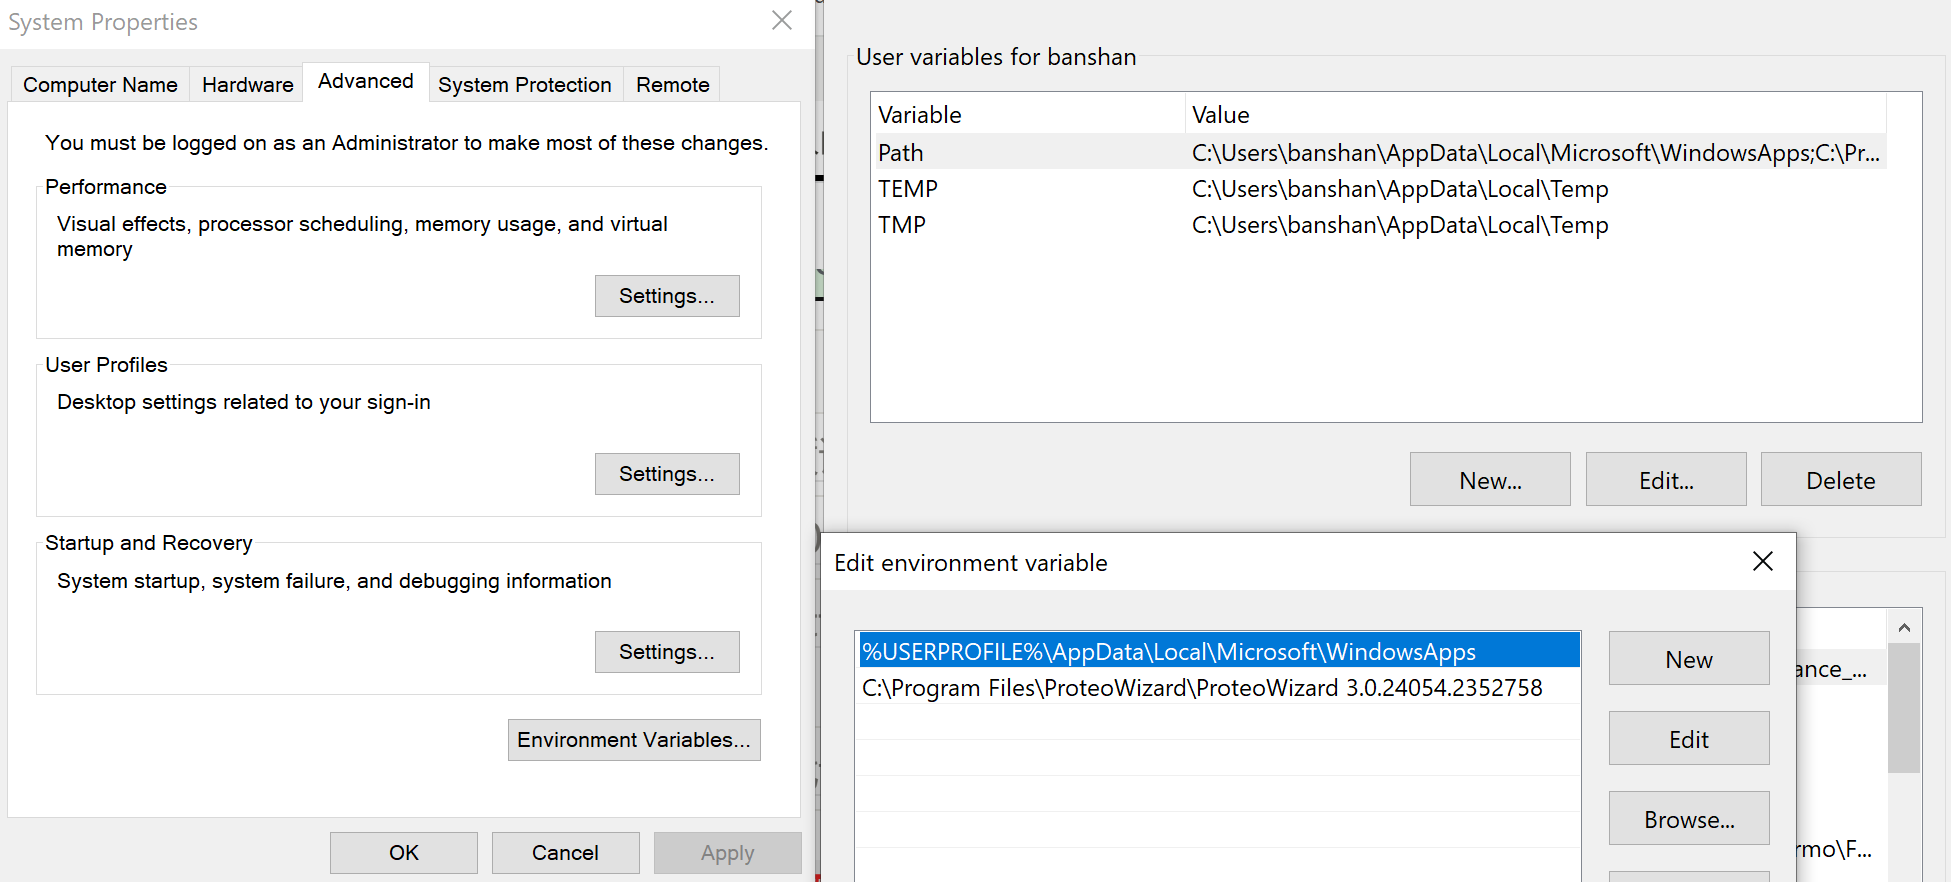 System Properties
Computer Name Hardware Advanced System Protection Remote
You must be logged on as an Administrator to make most of these changes.
Performance
Visual effects, processor scheduling, memory usage, and virtual
memory
Settings...
User Profiles
Desktop settings related to your sign-in
Settings...
Startup and Recovery
System startup, system failure, and debugging information
Settings...
Environment Variables...
OK Cancel Apply
User variables for banshan
Variable Value
Path C:\Users\banshan\AppData\Local\Microsoft\WindowsApps;C:\Pr...
TEMP C:\Users\banshan\AppData\Local\Temp
TMP C:\Users\banshan\AppData\Local\Temp
New... Edit... Delete
Edit environment variable
%USERPROFILE%\AppData\Local\Microsoft\WindowsApps
C:\Program Files\ProteoWizard\ProteoWizard 3.0.24054.2352758
New
Edit
Browse...
ance_...
rmo\F...